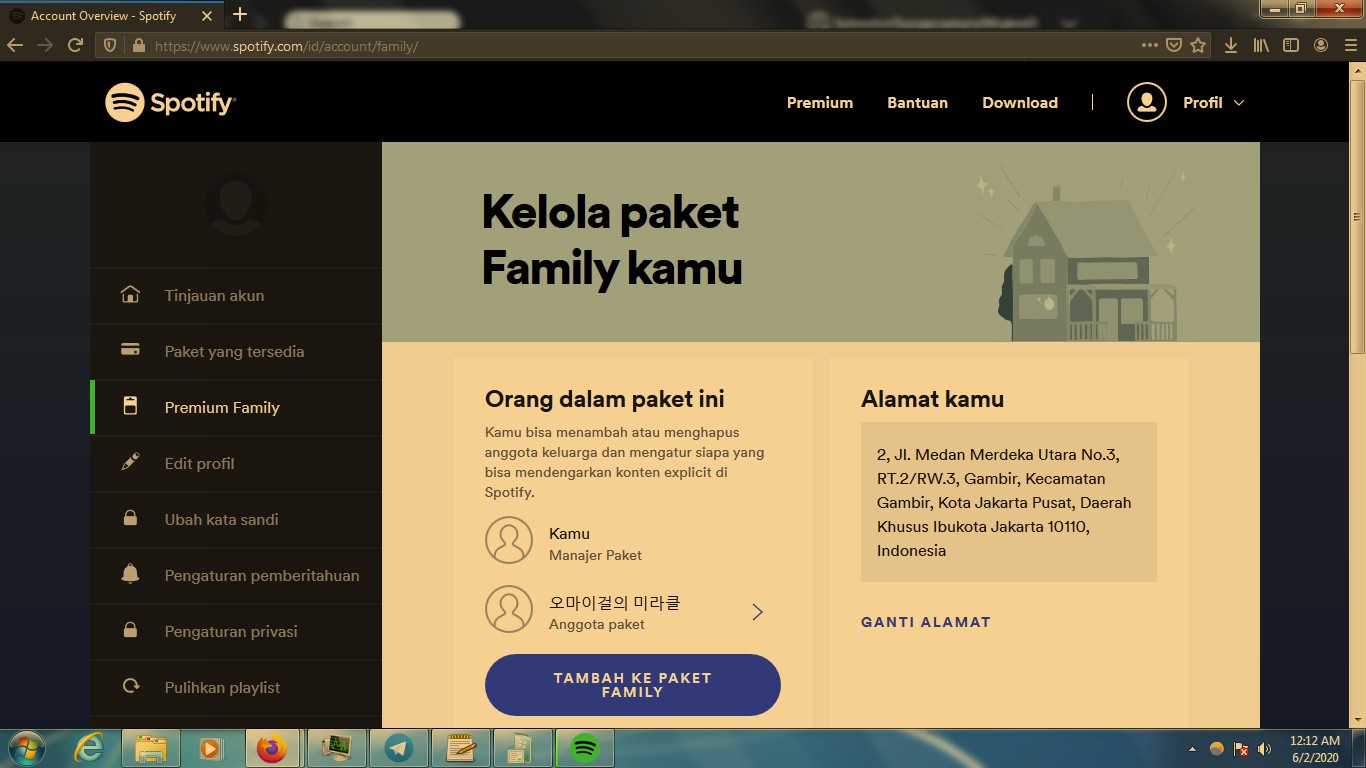 Account Overview - Spotify
https://www.spotify.com/id/account/family/
Spotify
Premium
Bantuan
Download
Profil
Tinjauan akun
Paket yang tersedia
Premium Family
Edit profil
Ubah kata sandi
Pengaturan pemberitahuan
Pengaturan privasi
Pulihkan playlist
Kelola paket
Family kamu
Orang dalam paket ini
Kamu bisa menambah atau menghapus
anggota keluarga dan mengatur siapa yang
bisa mendengarkan konten explicit di
Spotify.
Kamu
Manajer Paket
오마이걸의 미라클
Anggota paket
TAMBAH KE PAKET
FAMILY
Alamat kamu
2, Jl. Medan Merdeka Utara No.3,
RT.2/RW.3, Gambir, Kecamatan
Gambir, Kota Jakarta Pusat, Daerah
Khusus Ibukota Jakarta 10110,
Indonesia
GANTI ALAMAT
12:12 AM
6/2/2020